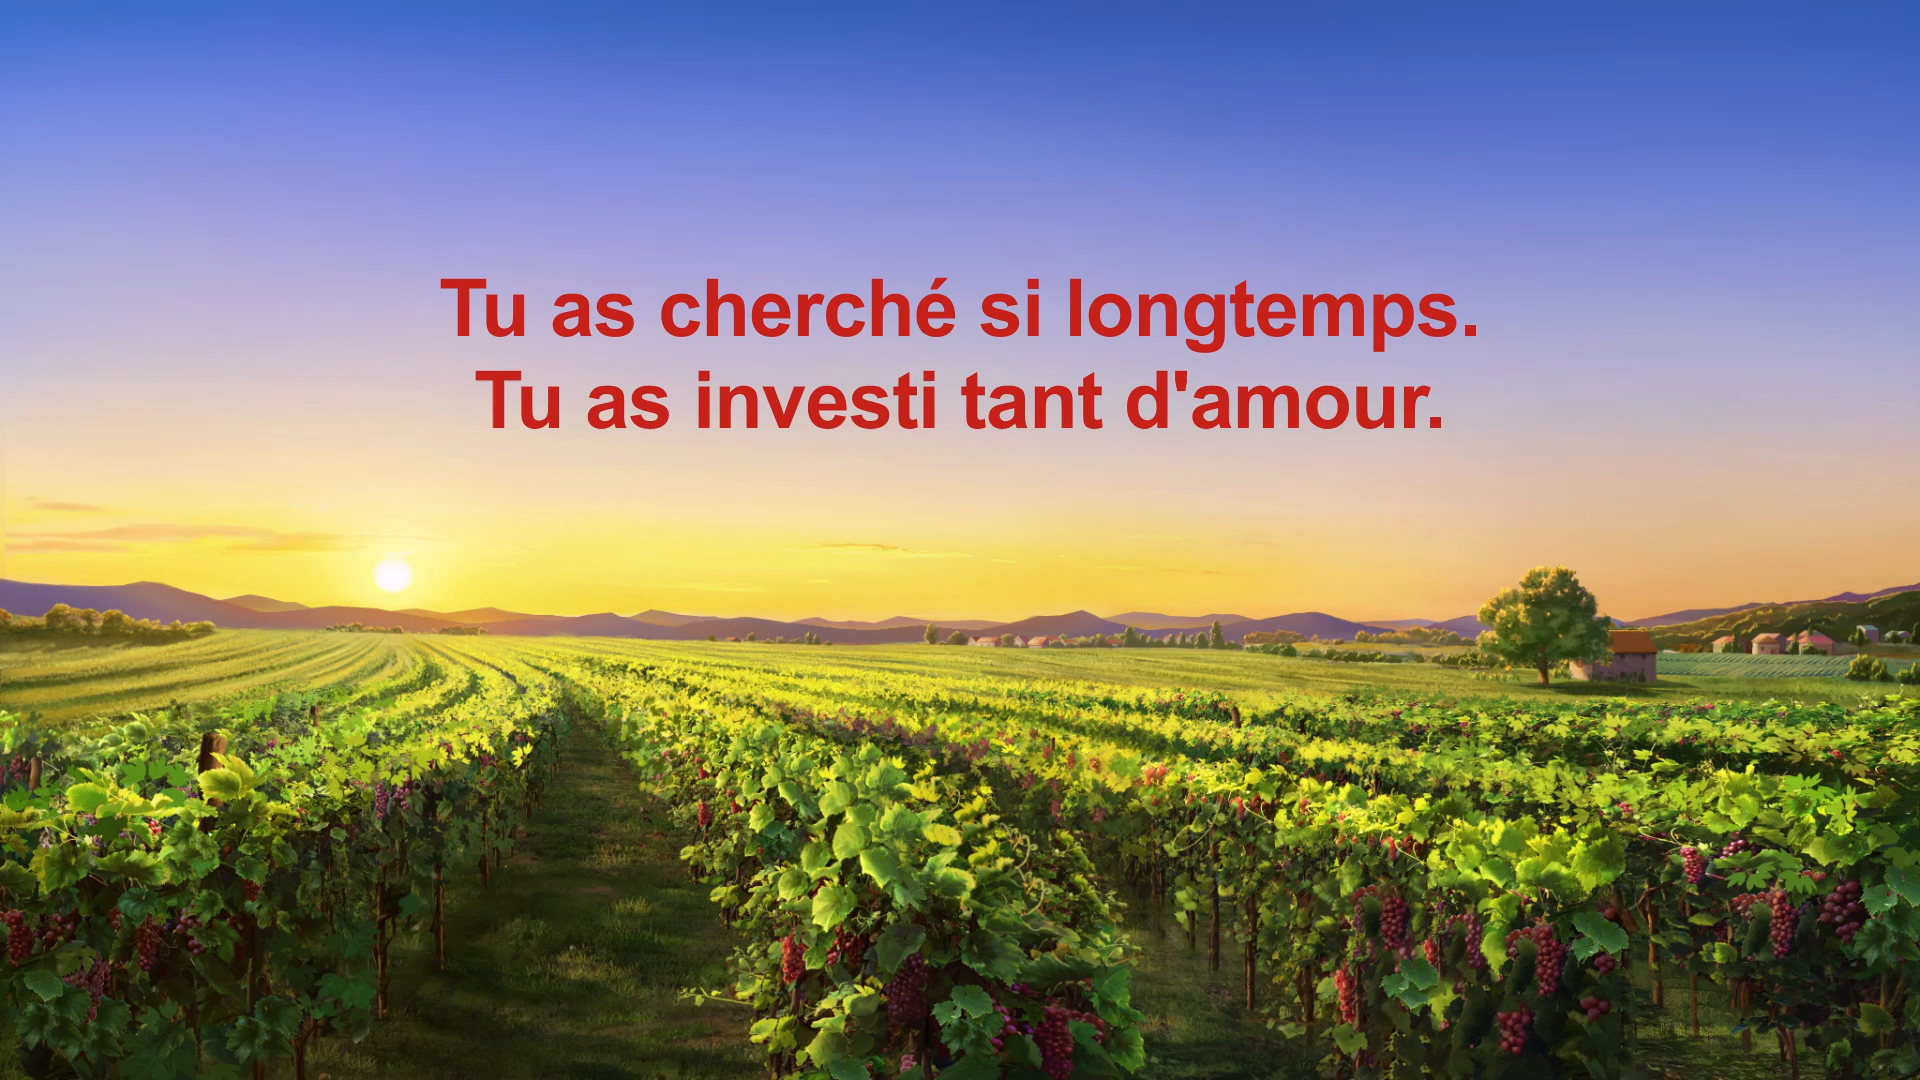 Tu as cherché si longtemps.
Tu as investi tant d'amour.